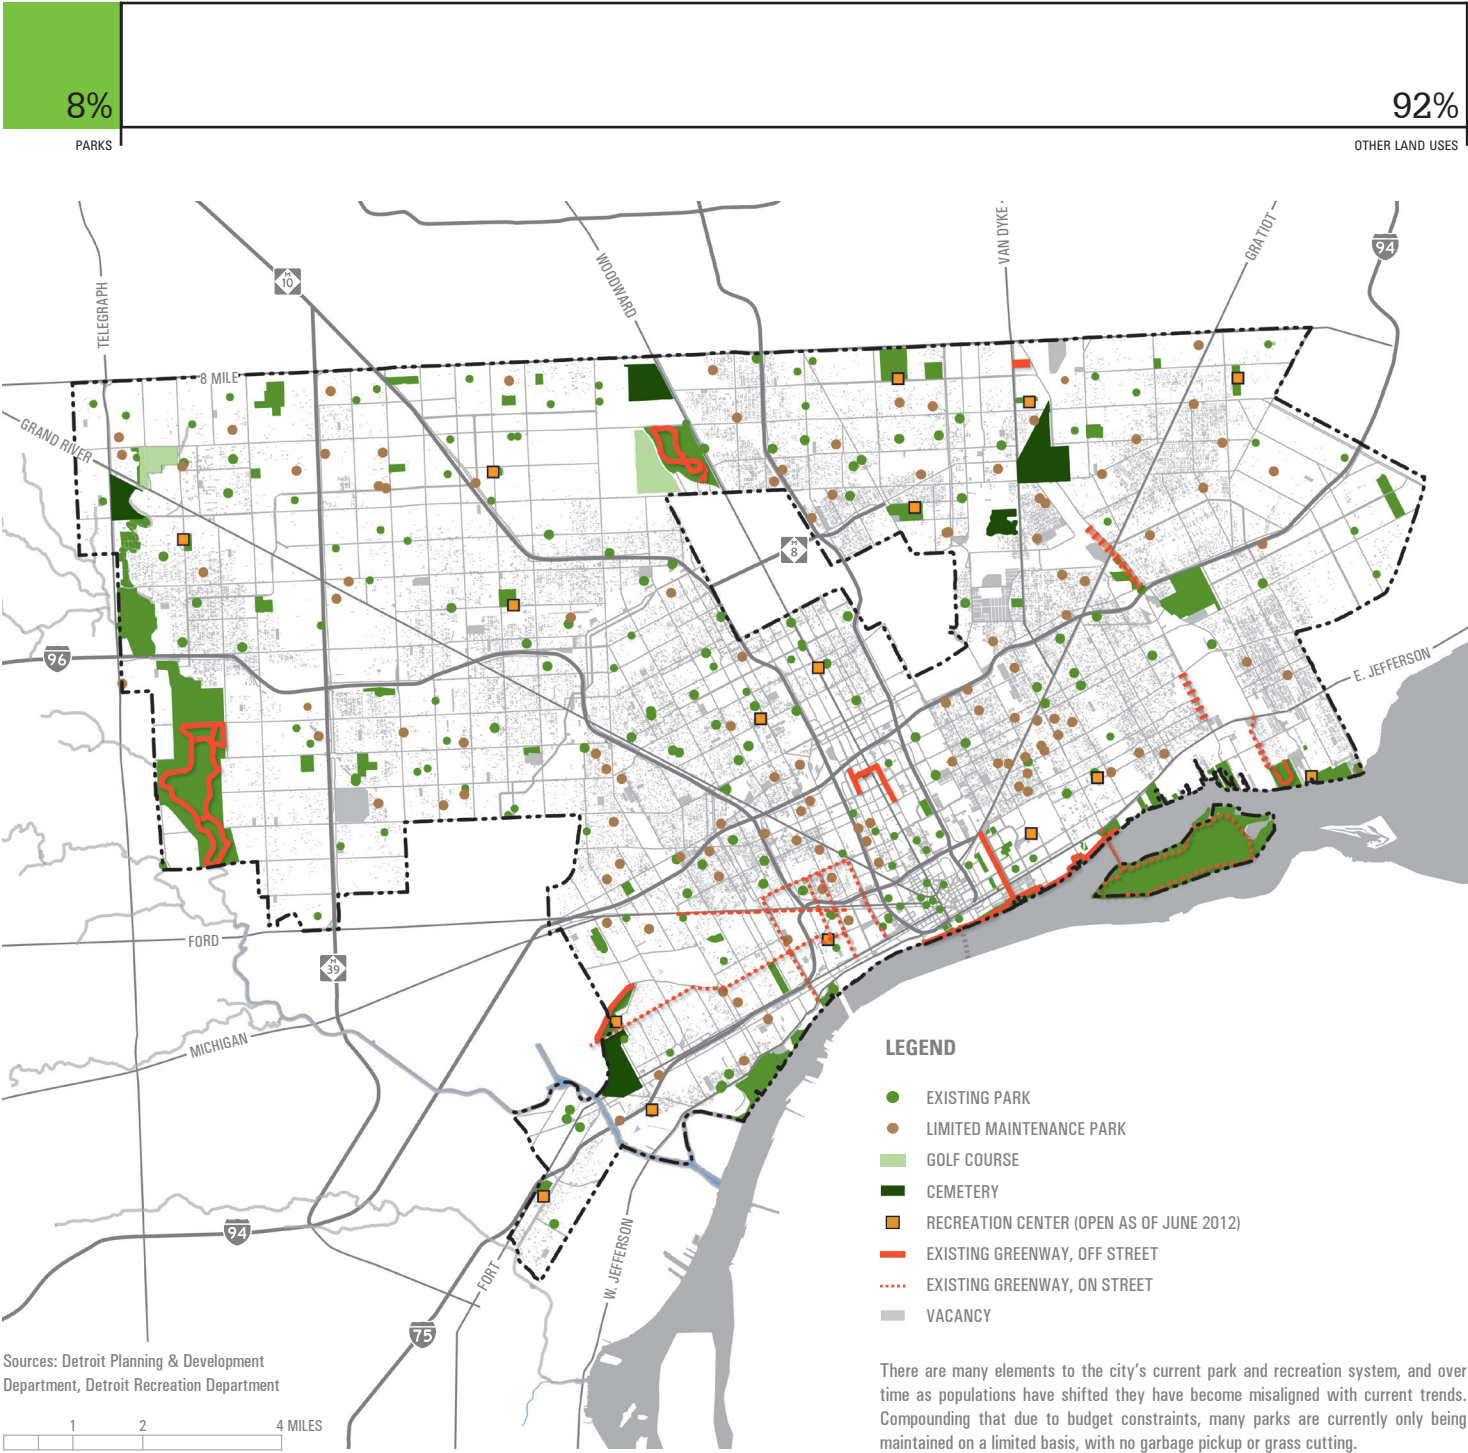 8%
92%
PARKS
OTHER LAND USES
TELEGRAPH
M
10
WOODWARD
VAN DYKE
GRATIOT
94
8 MILE
GRAND RIVER
M
8
96
E. JEFFERSON
FORD
M
39
MICHIGAN
94
FORT
W. JEFFERSON
75
LEGEND
EXISTING PARK
LIMITED MAINTENANCE PARK
GOLF COURSE
CEMETERY
RECREATION CENTER (OPEN AS OF JUNE 2012)
EXISTING GREENWAY, OFF STREET
EXISTING GREENWAY, ON STREET
VACANCY
Sources: Detroit Planning & Development
Department, Detroit Recreation Department
1 2 4 MILES
There are many elements to the city's current park and recreation system, and over
time as populations have shifted they have become misaligned with current trends.
Compounding that due to budget constraints, many parks are currently only being
maintained on a limited basis, with no garbage pickup or grass cutting.